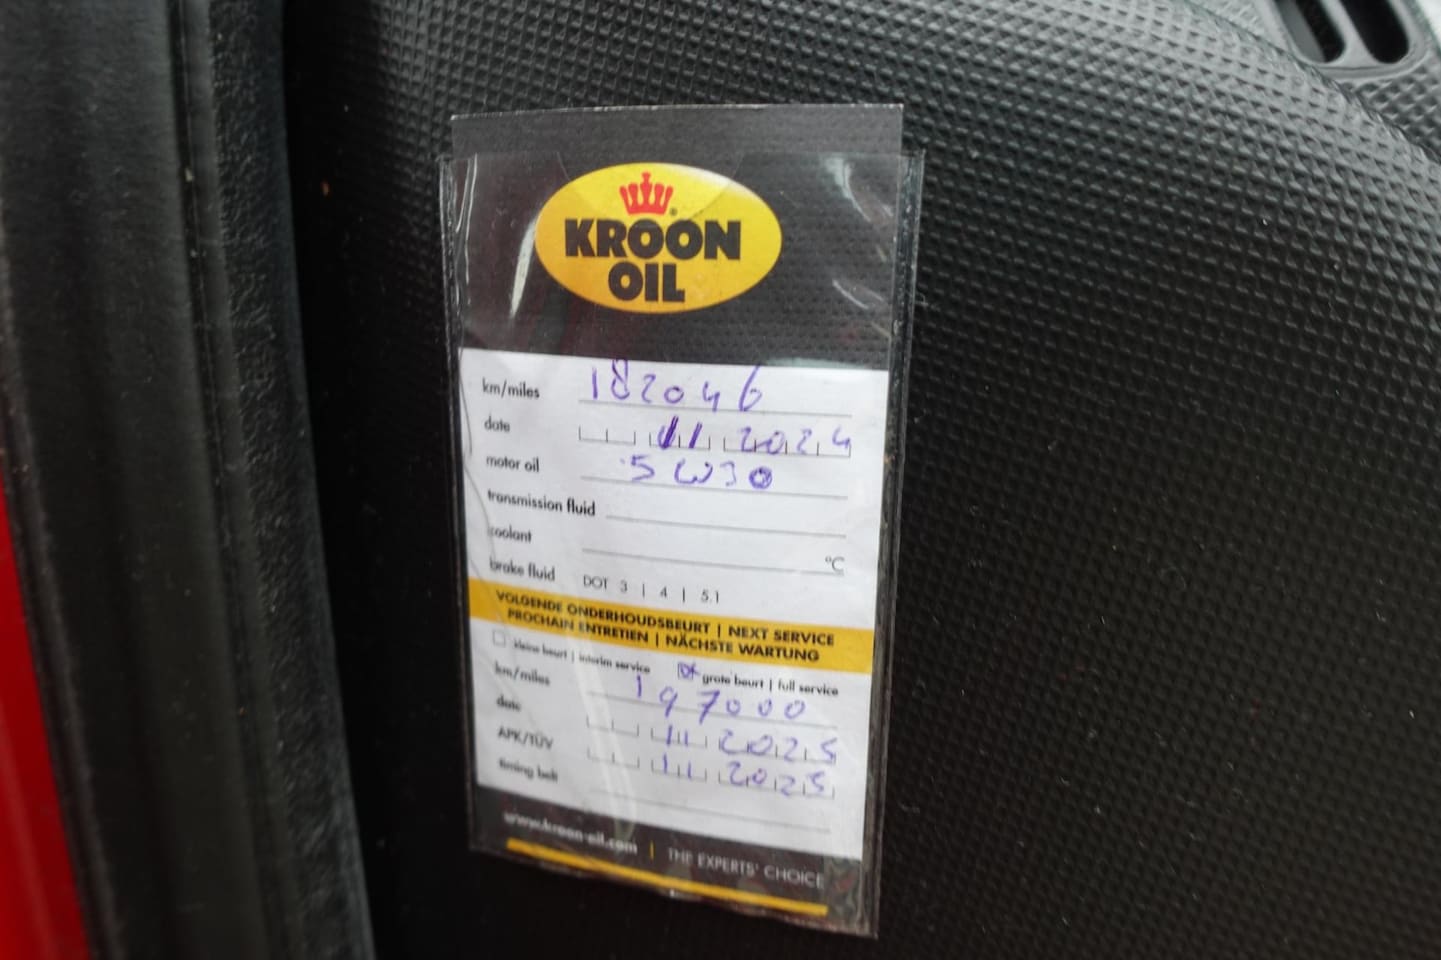 KROON
OIL
km/miles 182046
date 11 2024
motor oil 5W30
transmission fluid
coolant °C
brake fluid DOT 3 | 4 | 5.1
VOLGENDE ONDERHOUDSBEURT | NEXT SERVICE
PROCHAIN ENTRETIEN | NÄCHSTE WARTUNG
kleine beurt | interim service grote beurt | full service
km/miles 197000
date 11 2025
APK/TÜV 11 2025
timing belt
www.kroon-oil.com | THE EXPERTS' CHOICE